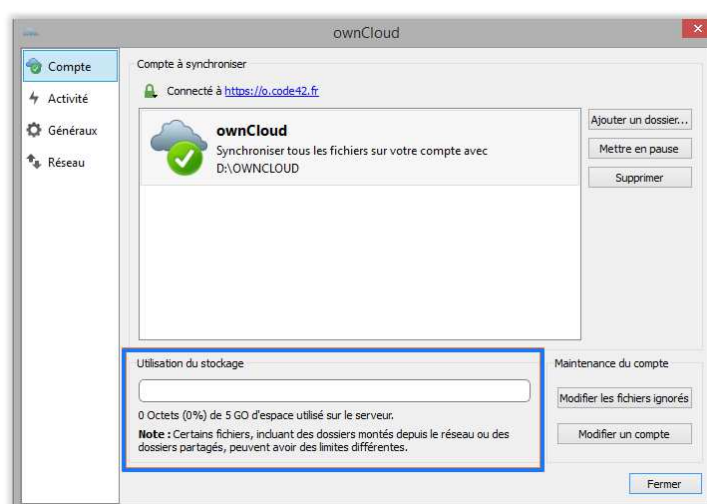 ownCloud
Compte
Activité
Généraux
Réseau
Compte à synchroniser
Connecté à https://o.code42.fr
ownCloud
Synchroniser tous les fichiers sur votre compte avec
D:\OWNCLOUD
Ajouter un dossier...
Mettre en pause
Supprimer
Utilisation du stockage
0 Octets (0%) de 5 GO d'espace utilisé sur le serveur.
Note : Certains fichiers, incluant des dossiers montés depuis le réseau ou des
dossiers partagés, peuvent avoir des limites différentes.
Maintenance du compte
Modifier les fichiers ignorés
Modifier un compte
Fermer